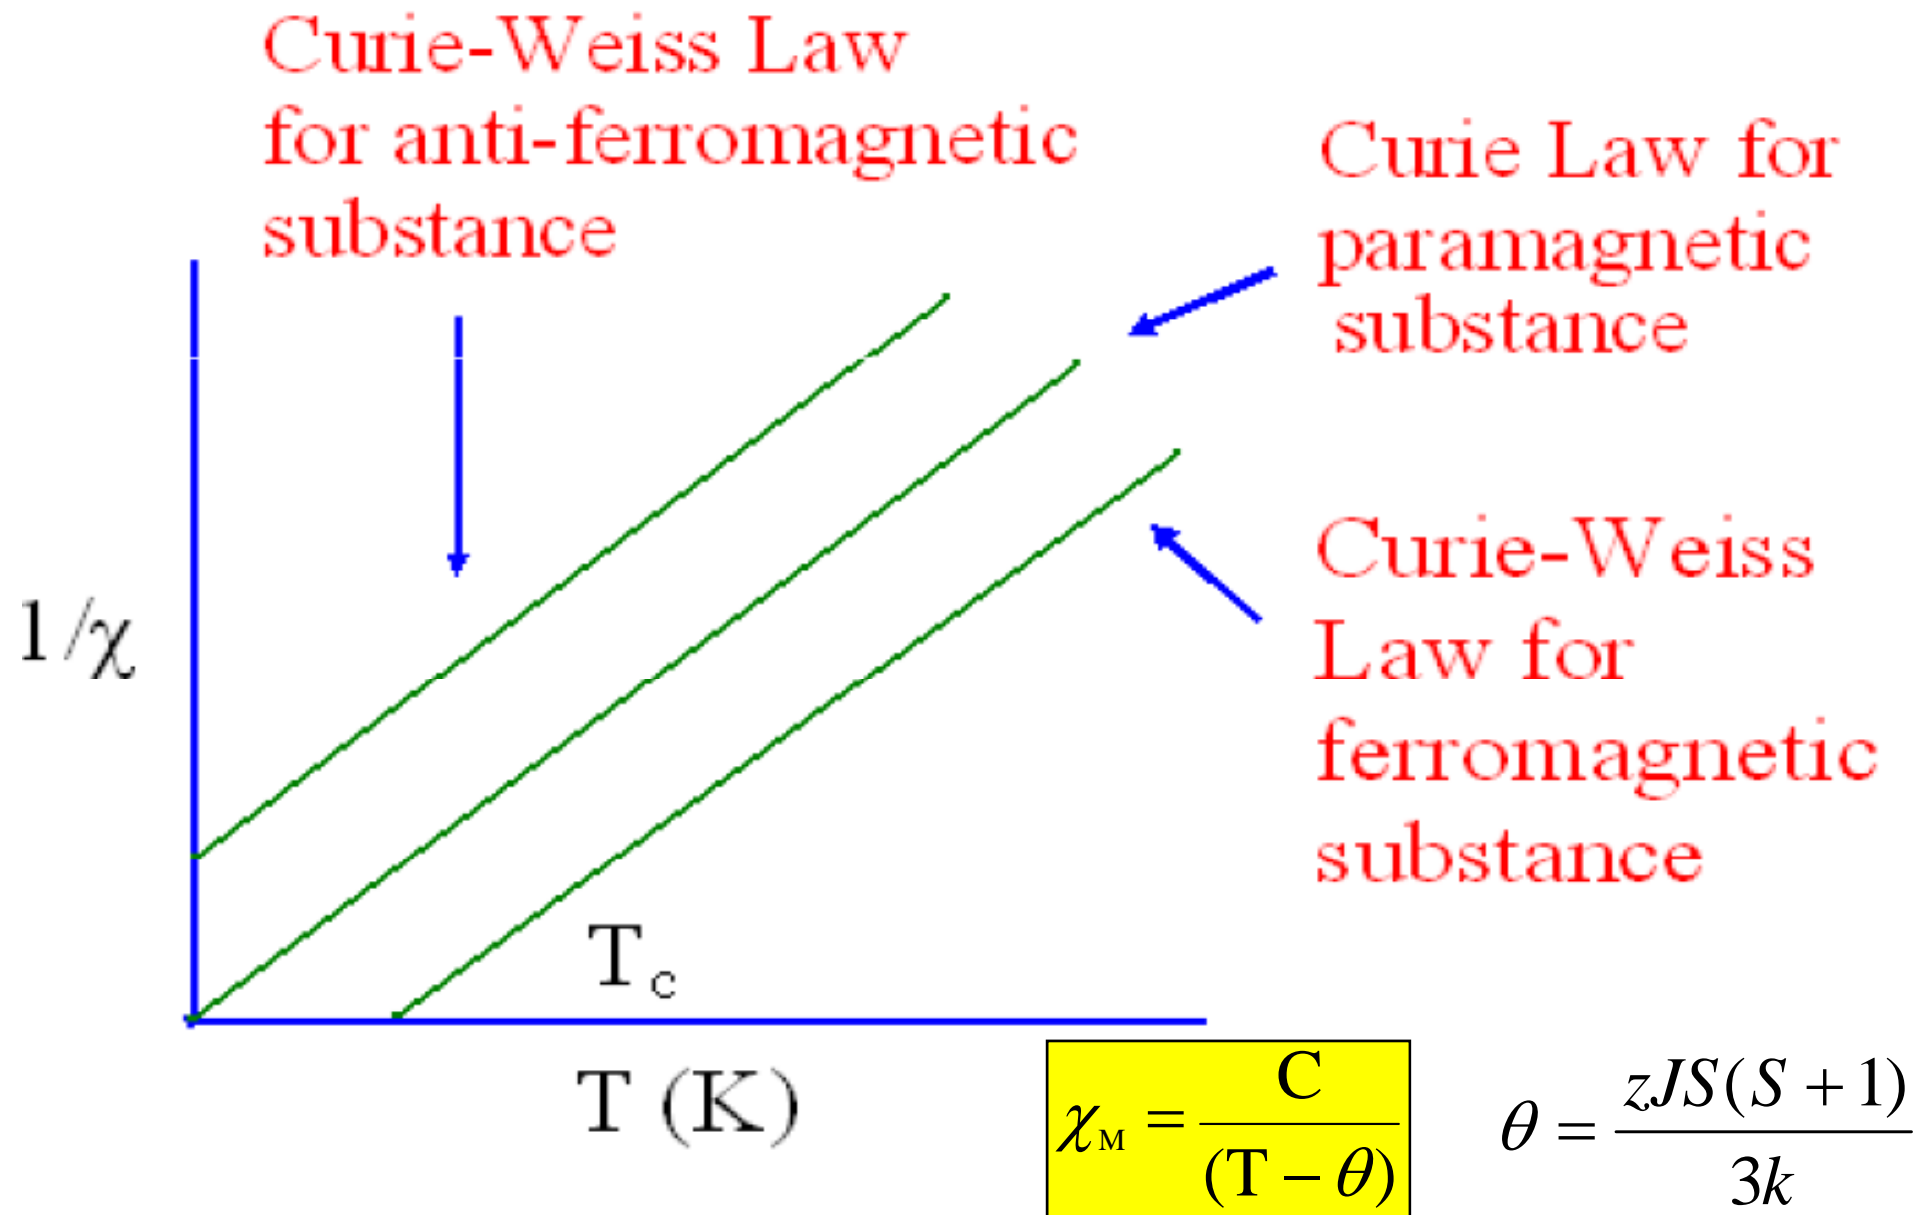 Curie-Weiss Law
for anti-ferromagnetic
substance
Curie Law for
paramagnetic
substance
Curie-Weiss
Law for
ferromagnetic
substance
1/χ
T_c
T (K)
χ_M = C / (T − θ)
θ = zJS(S + 1) / 3k